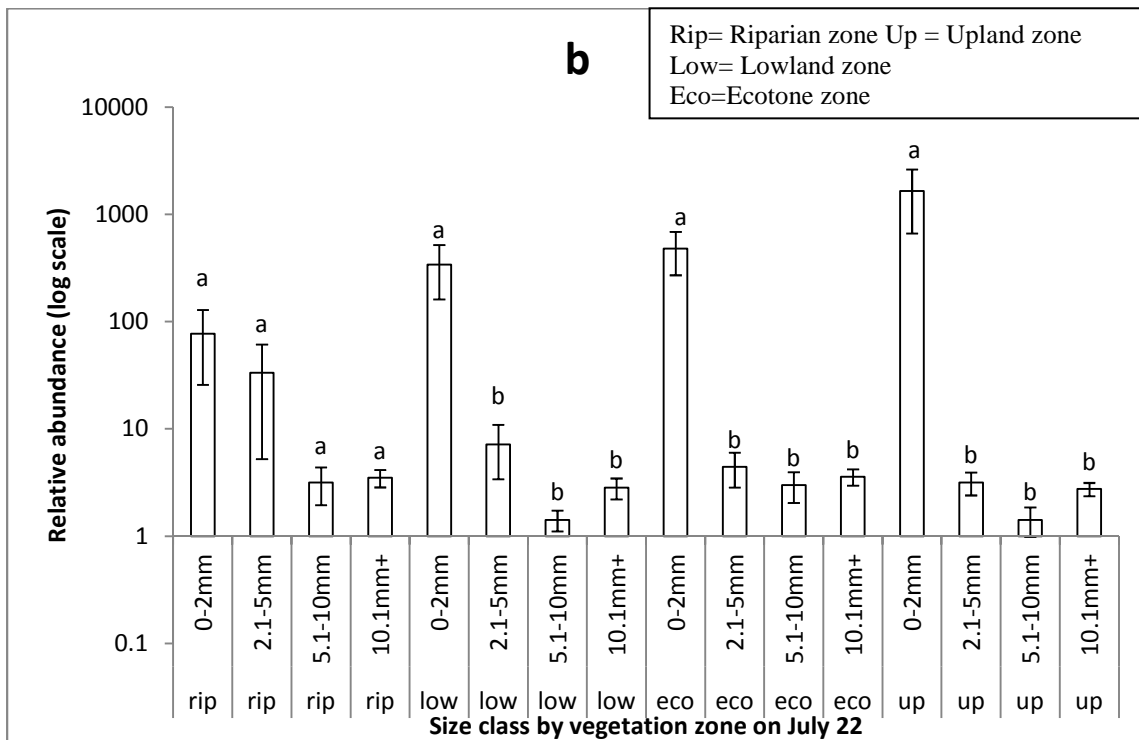 b
Rip= Riparian zone Up = Upland zone
Low= Lowland zone
Eco=Ecotone zone
Relative abundance (log scale)
10000
1000
100
10
1
0.1
a
a
a
a
a
b
b
b
a
b
b
b
a
b
b
b
0-2mm
2.1-5mm
5.1-10mm
10.1mm+
0-2mm
2.1-5mm
5.1-10mm
10.1mm+
0-2mm
2.1-5mm
5.1-10mm
10.1mm+
0-2mm
2.1-5mm
5.1-10mm
10.1mm+
rip rip rip rip low low low low eco eco eco eco up up up up
Size class by vegetation zone on July 22